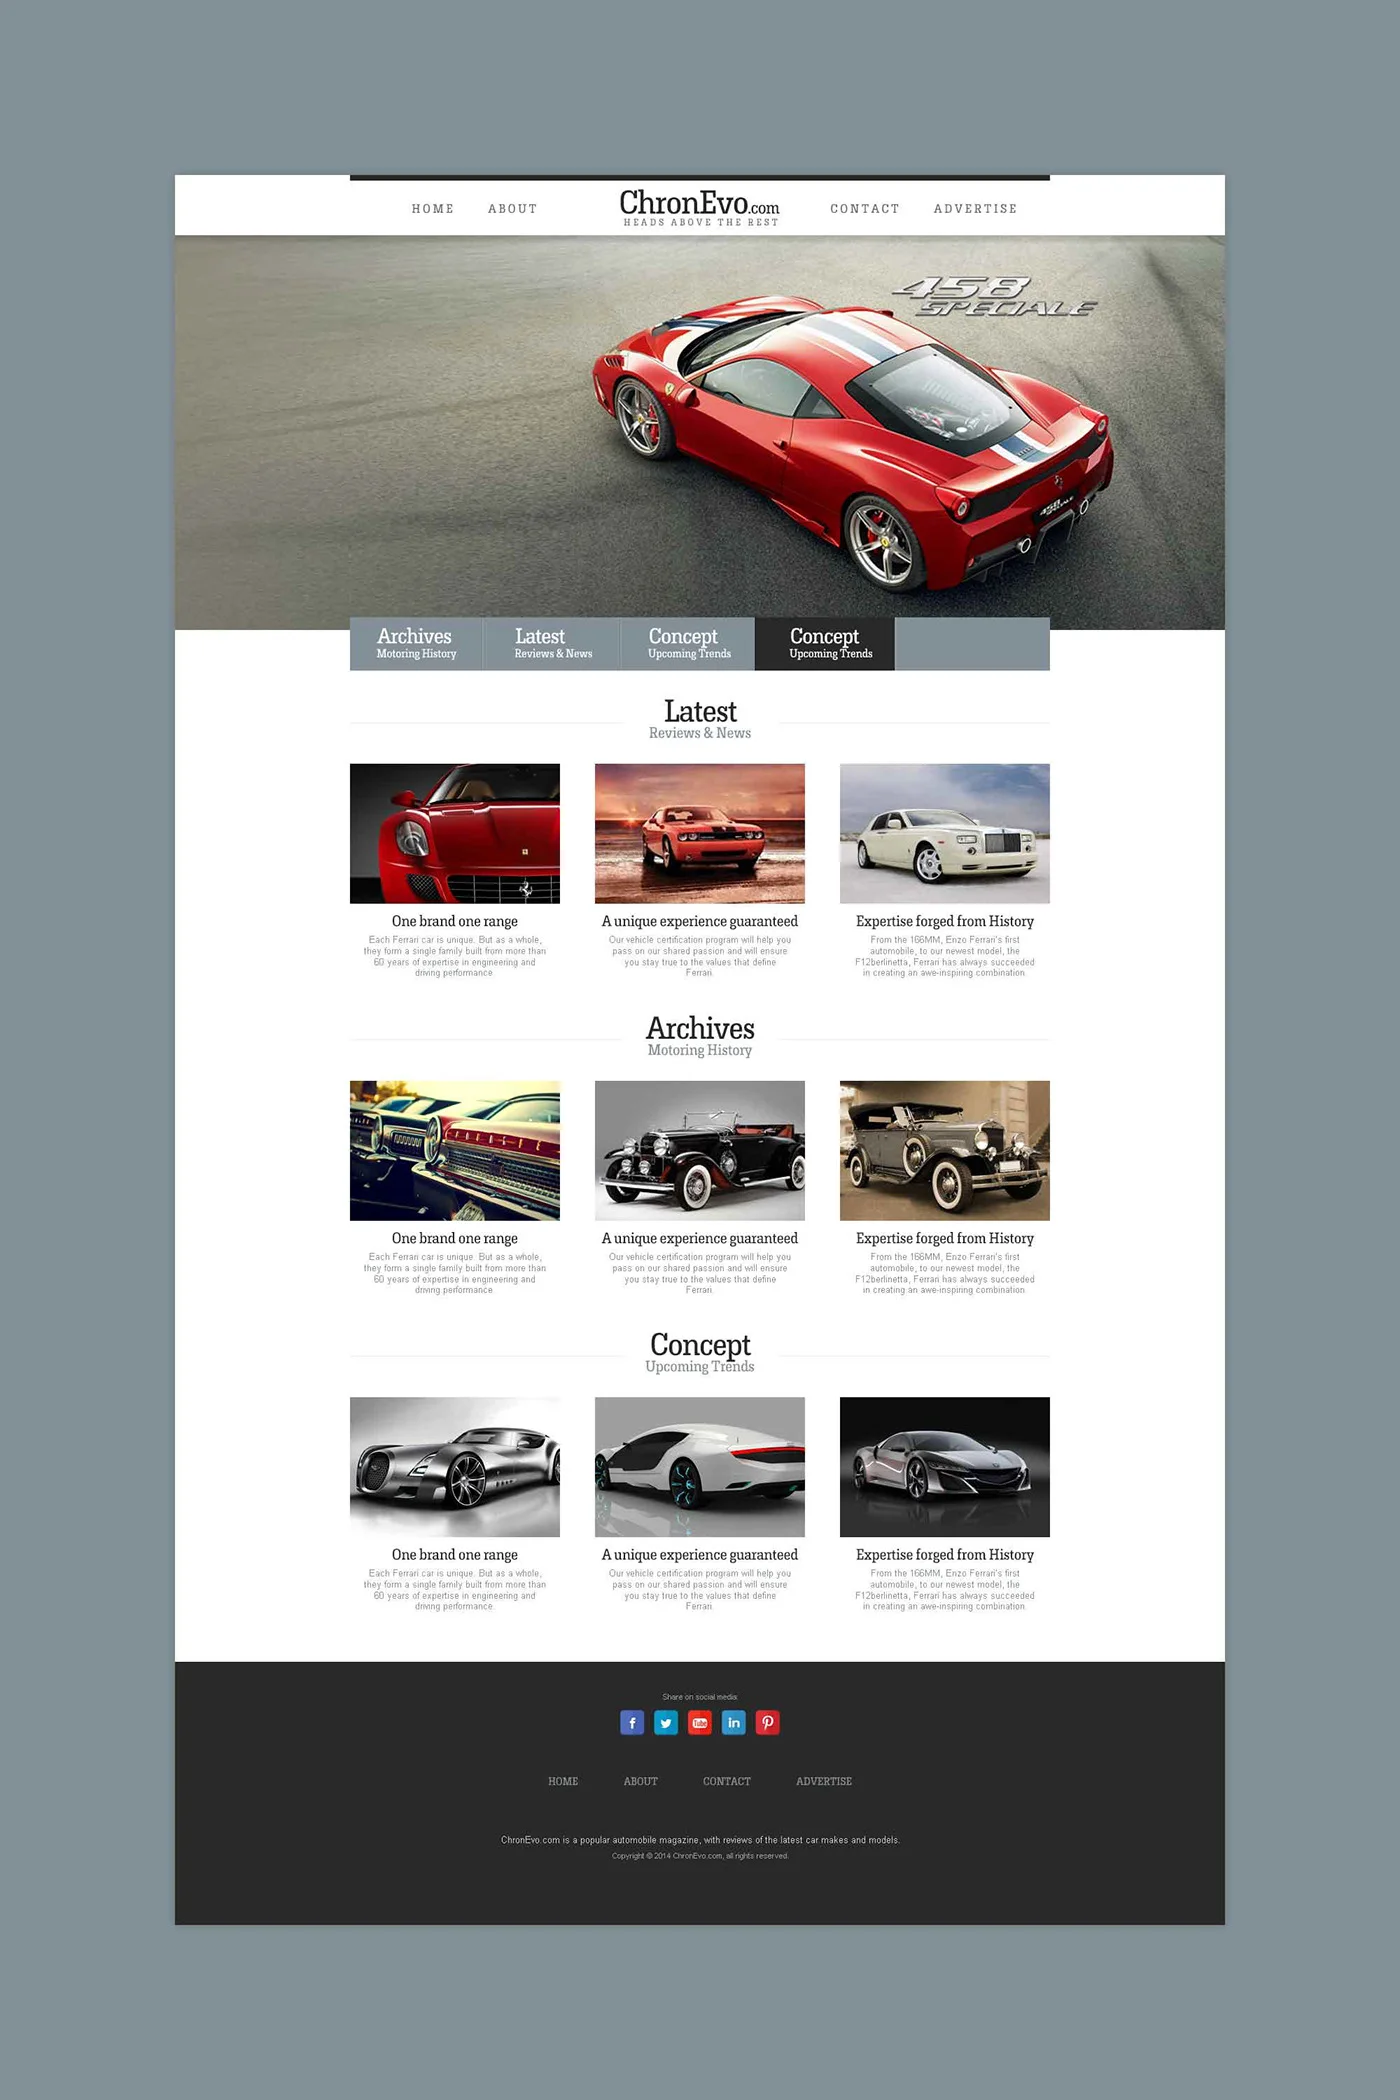 HOME ABOUT ChronEvo.com CONTACT ADVERTISE
HEADS ABOVE THE REST
458
SPECIALE
458
SPECIALE
Archives Latest Concept Concept
Motoring History Reviews & News Upcoming Trends Upcoming Trends
Latest
Reviews & News
One brand one range
Each Ferrari car is unique. But as a whole,
they form a single family built from more than
60 years of expertise in engineering and
driving performance
A unique experience guaranteed
Our vehicle certification program will help you
pass on our shared passion and will ensure
you stay true to the values that define
Ferrari.
Expertise forged from History
From the 166MM, Enzo Ferrari's first
automobile, to our newest model, the
F12berlinetta, Ferrari has always succeeded
in creating an awe-inspiring combination
Archives
Motoring History
One brand one range
Each Ferrari car is unique. But as a whole,
they form a single family built from more than
60 years of expertise in engineering and
driving performance
A unique experience guaranteed
Our vehicle certification program will help you
pass on our shared passion and will ensure
you stay true to the values that define
Ferrari.
Expertise forged from History
From the 166MM, Enzo Ferrari's first
automobile, to our newest model, the
F12berlinetta, Ferrari has always succeeded
in creating an awe-inspiring combination
Concept
Upcoming Trends
One brand one range
Each Ferrari car is unique. But as a whole,
they form a single family built from more than
60 years of expertise in engineering and
driving performance
A unique experience guaranteed
Our vehicle certification program will help you
pass on our shared passion and will ensure
you stay true to the values that define
Ferrari.
Expertise forged from History
From the 166MM, Enzo Ferrari's first
automobile, to our newest model, the
F12berlinetta, Ferrari has always succeeded
in creating an awe-inspiring combination
Share on social media:
f You Tube in
HOME ABOUT CONTACT ADVERTISE
ChronEvo.com is a popular automobile magazine, with reviews of the latest car makes and models.
Copyright © 2014 ChronEvo.com, all rights reserved.